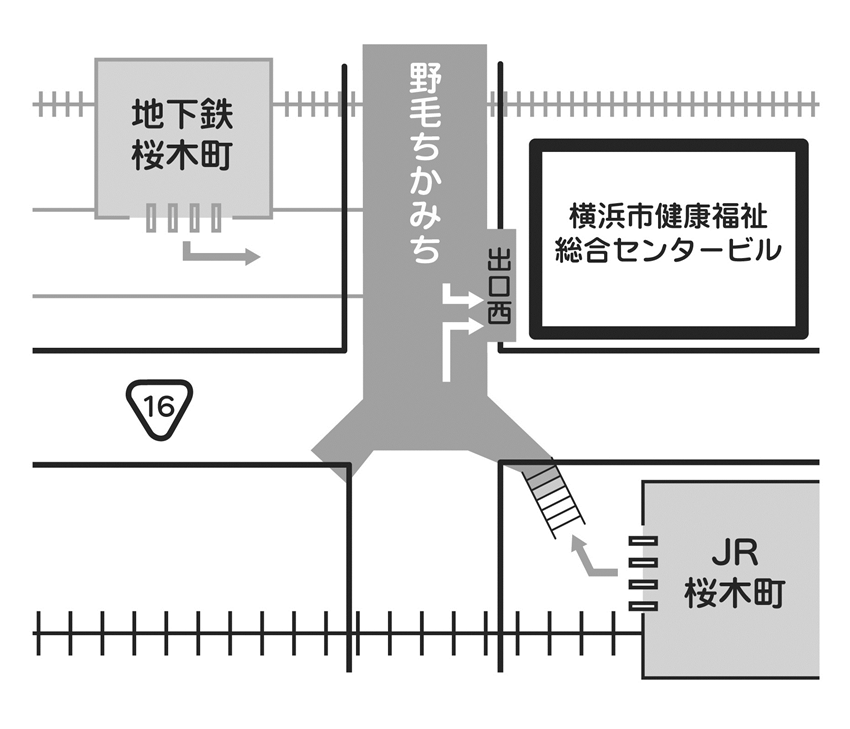 地下鉄
桜木町
野毛ちかみち
横浜市健康福祉
総合センタービル
西口出
16
JR
桜木町